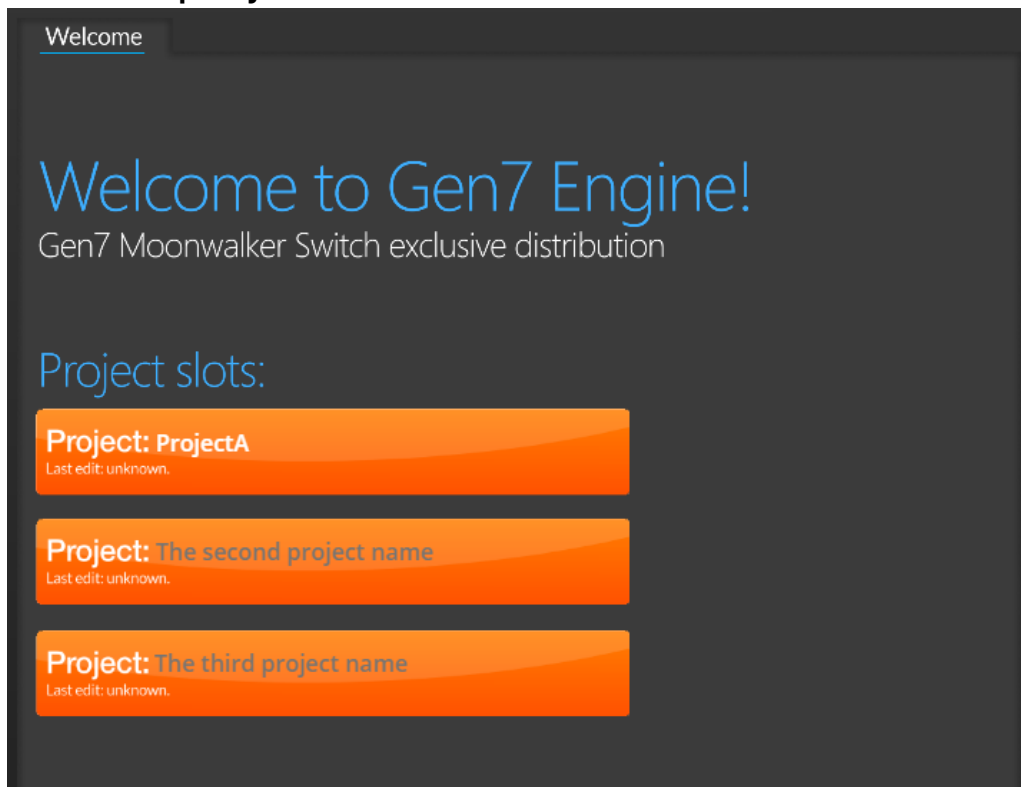 Welcome
Welcome to Gen7 Engine!
Gen7 Moonwalker Switch exclusive distribution
Project slots:
Project: ProjectA
Last edit: unknown.
Project: The second project name
Last edit: unknown.
Project: The third project name
Last edit: unknown.